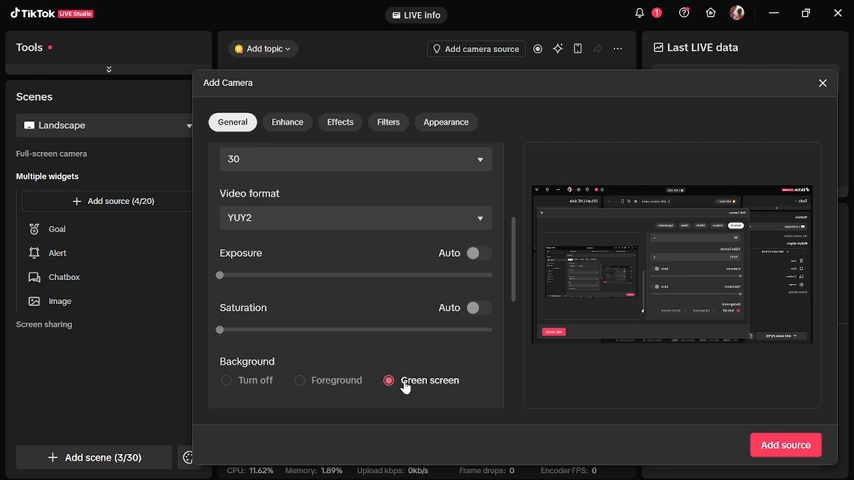 TikTok LIVE Studio
LIVE info
1
Tools
Add topic
Add camera source
Last LIVE data
Scenes
Add Camera
General
Enhance
Effects
Filters
Appearance
Landscape
30
Full-screen camera
Multiple widgets
Video format
Add source (4/20)
YUY2
Goal
Alert
Exposure
Auto
Chatbox
Image
Saturation
Auto
Screen sharing
Background
Turn off
Foreground
Green screen
Add source
Add scene (3/30)
CPU: 11.62%
Memory: 1.89%
Upload kbps: 0kb/s
Frame drops: 0
Encoder FPS: 0